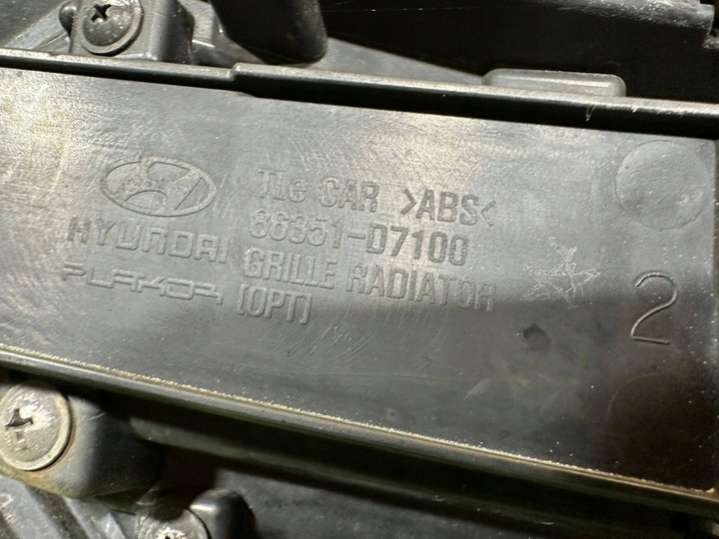 TLe CAR >ABS<
86351-D7100
HYUNDAI
GRILLE RADIATOR
PLAKOR
(OPT)
2